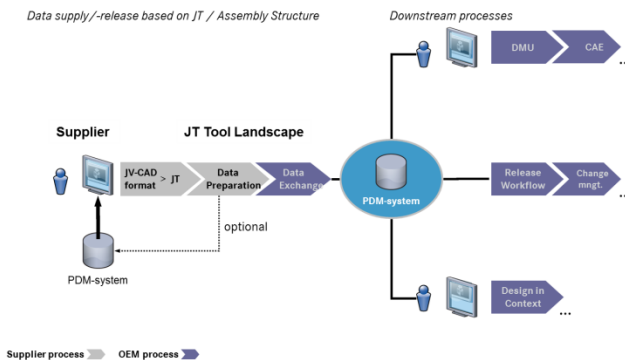 Data supply/-release based on JT / Assembly Structure
Downstream processes
DMU
CAE
...
Supplier
JT Tool Landscape
JV-CAD
format > JT
Data
Preparation
Data
Exchange
PDM-system
Release
Workflow
Change
mngt.
...
optional
PDM-system
Design in
Context
...
Supplier process
OEM process